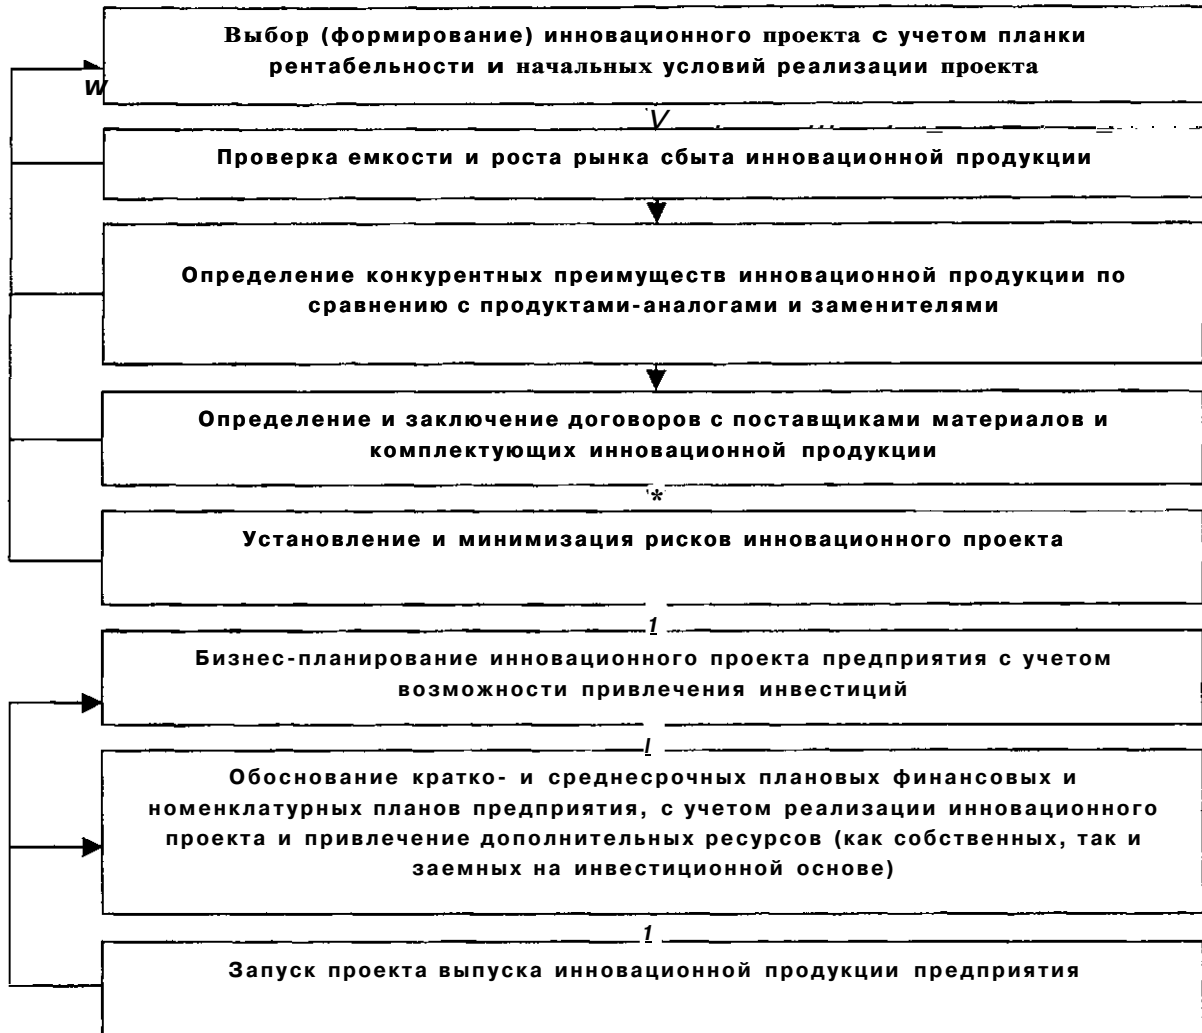 Выбор (формирование) инновационного проекта с учетом планки
рентабельности и начальных условий реализации проекта
W
V
Проверка емкости и роста рынка сбыта инновационной продукции
Определение конкурентных преимуществ инновационной продукции по
сравнению с продуктами-аналогами и заменителями
Определение и заключение договоров с поставщиками материалов и
комплектующих инновационной продукции
*
Установление и минимизация рисков инновационного проекта
1
Бизнес-планирование инновационного проекта предприятия с учетом
возможности привлечения инвестиций
I
Обоснование кратко- и среднесрочных плановых финансовых и
номенклатурных планов предприятия, с учетом реализации инновационного
проекта и привлечение дополнительных ресурсов (как собственных, так и
заемных на инвестиционной основе)
1
Запуск проекта выпуска инновационной продукции предприятия